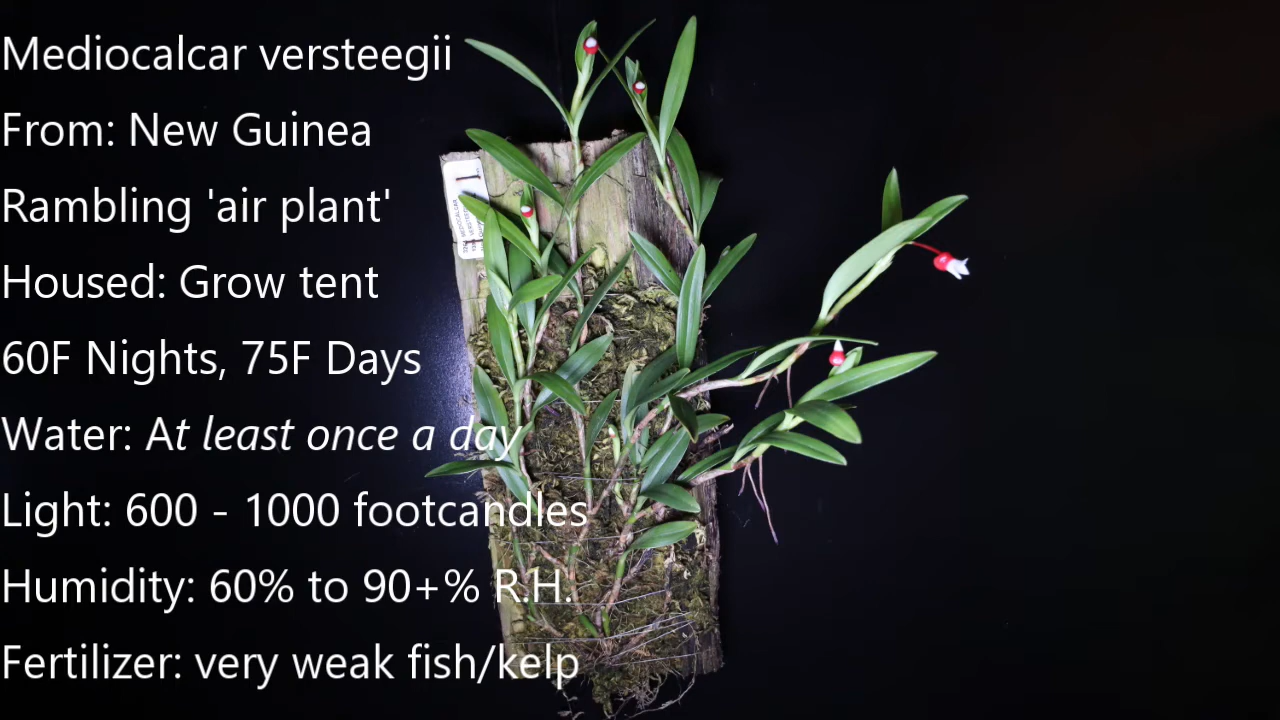 Mediocalcar versteegii
From: New Guinea
Rambling 'air plant'
Housed: Grow tent
60F Nights, 75F Days
Water: At least once a day
Light: 600 - 1000 footcandles
Humidity: 60% to 90+% R.H.
Fertilizer: very weak fish/kelp
MEDIOCALCAR